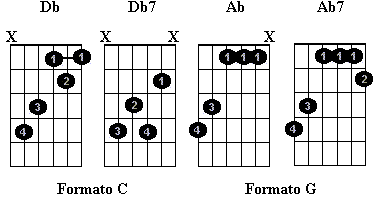 Db Db7 Ab Ab7
X X X X
1 1 1 1 1 1 1 1 1
2 1 2
3 2 3 3
4 3 4 4 4
Formato C Formato G